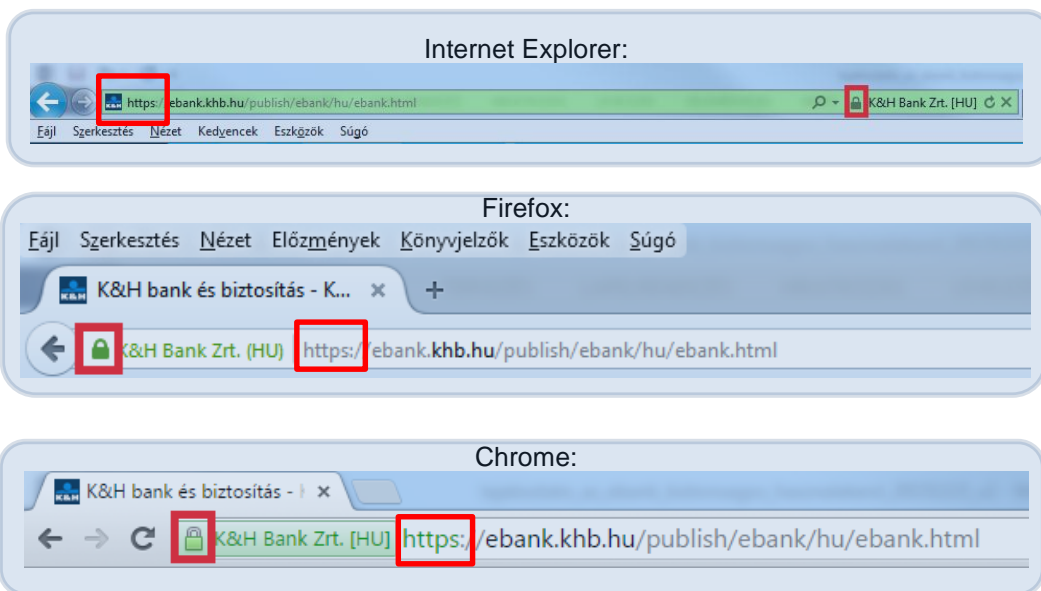 Internet Explorer:
https://ebank.khb.hu/publish/ebank/hu/ebank.html K&H Bank Zrt. [HU]
Fájl Szerkesztés Nézet Kedvencek Eszközök Súgó
Firefox:
Fájl Szerkesztés Nézet Előzmények Könyvjelzők Eszközök Súgó
K&H K&H bank és biztosítás - K... × +
K&H Bank Zrt. (HU) https://ebank.khb.hu/publish/ebank/hu/ebank.html
Chrome:
K&H K&H bank és biztosítás - ×
K&H Bank Zrt. [HU] https://ebank.khb.hu/publish/ebank/hu/ebank.html